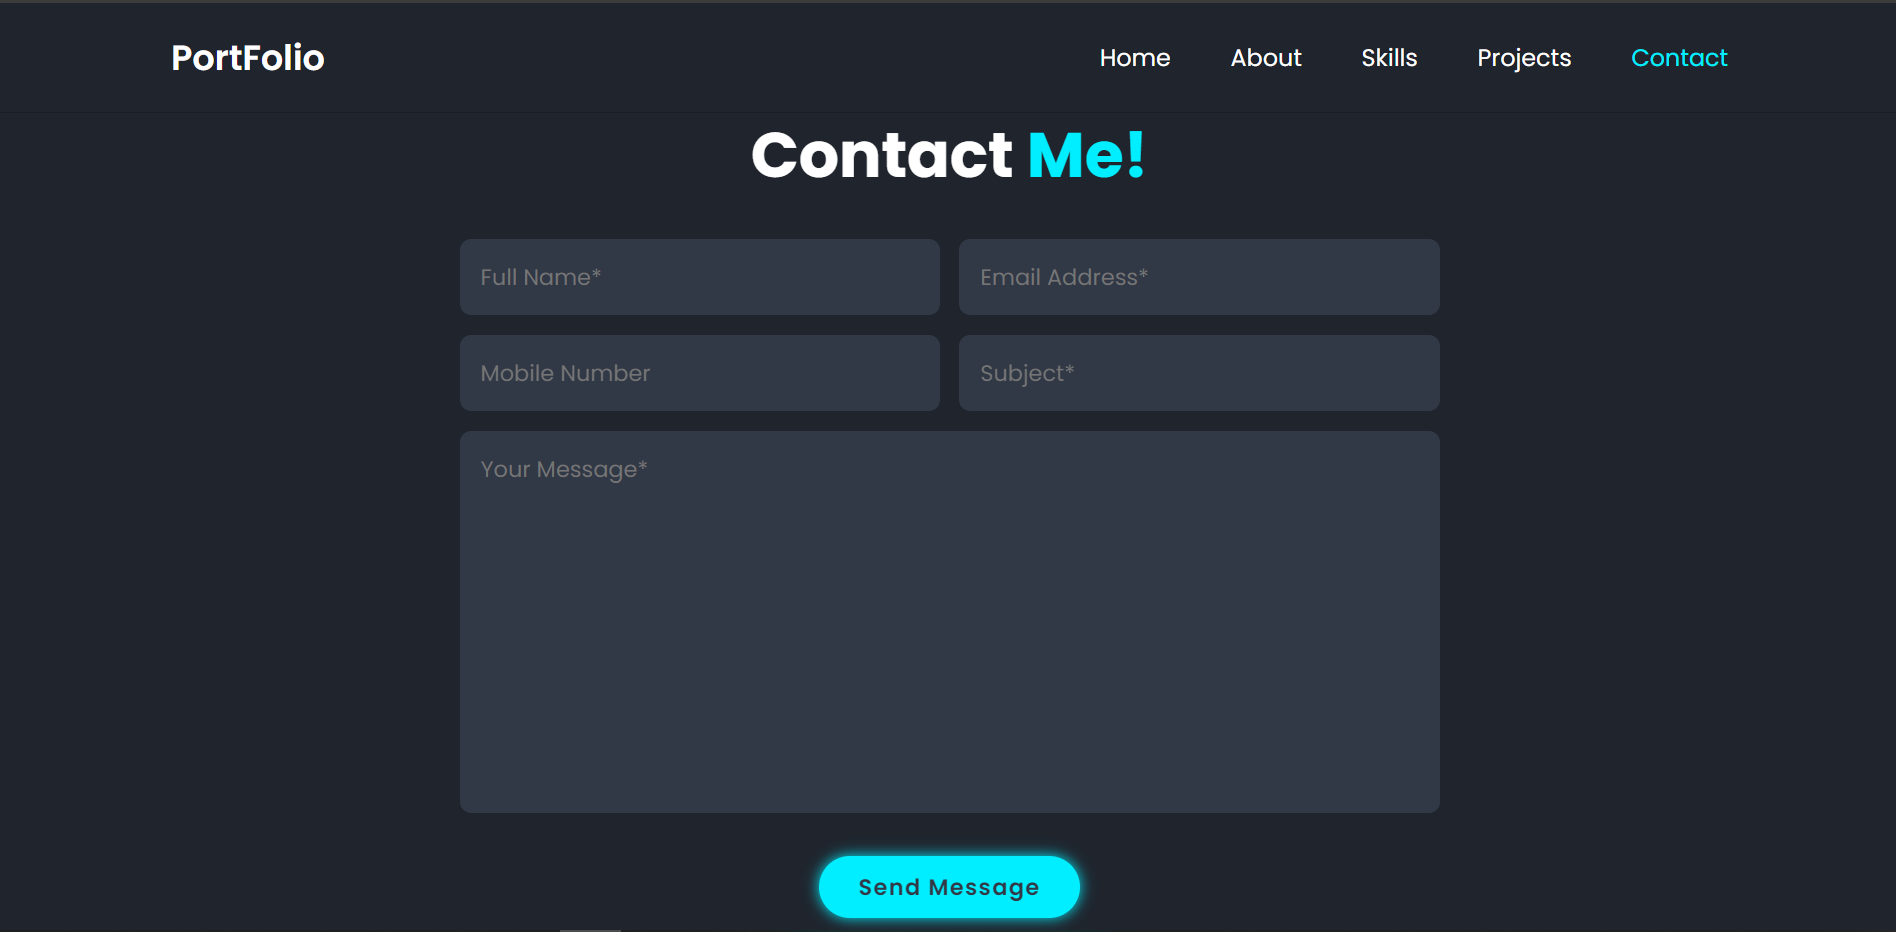 PortFolio Home About Skills Projects Contact
Contact Me!
Full Name* Email Address*
Mobile Number Subject*
Your Message*
Send Message